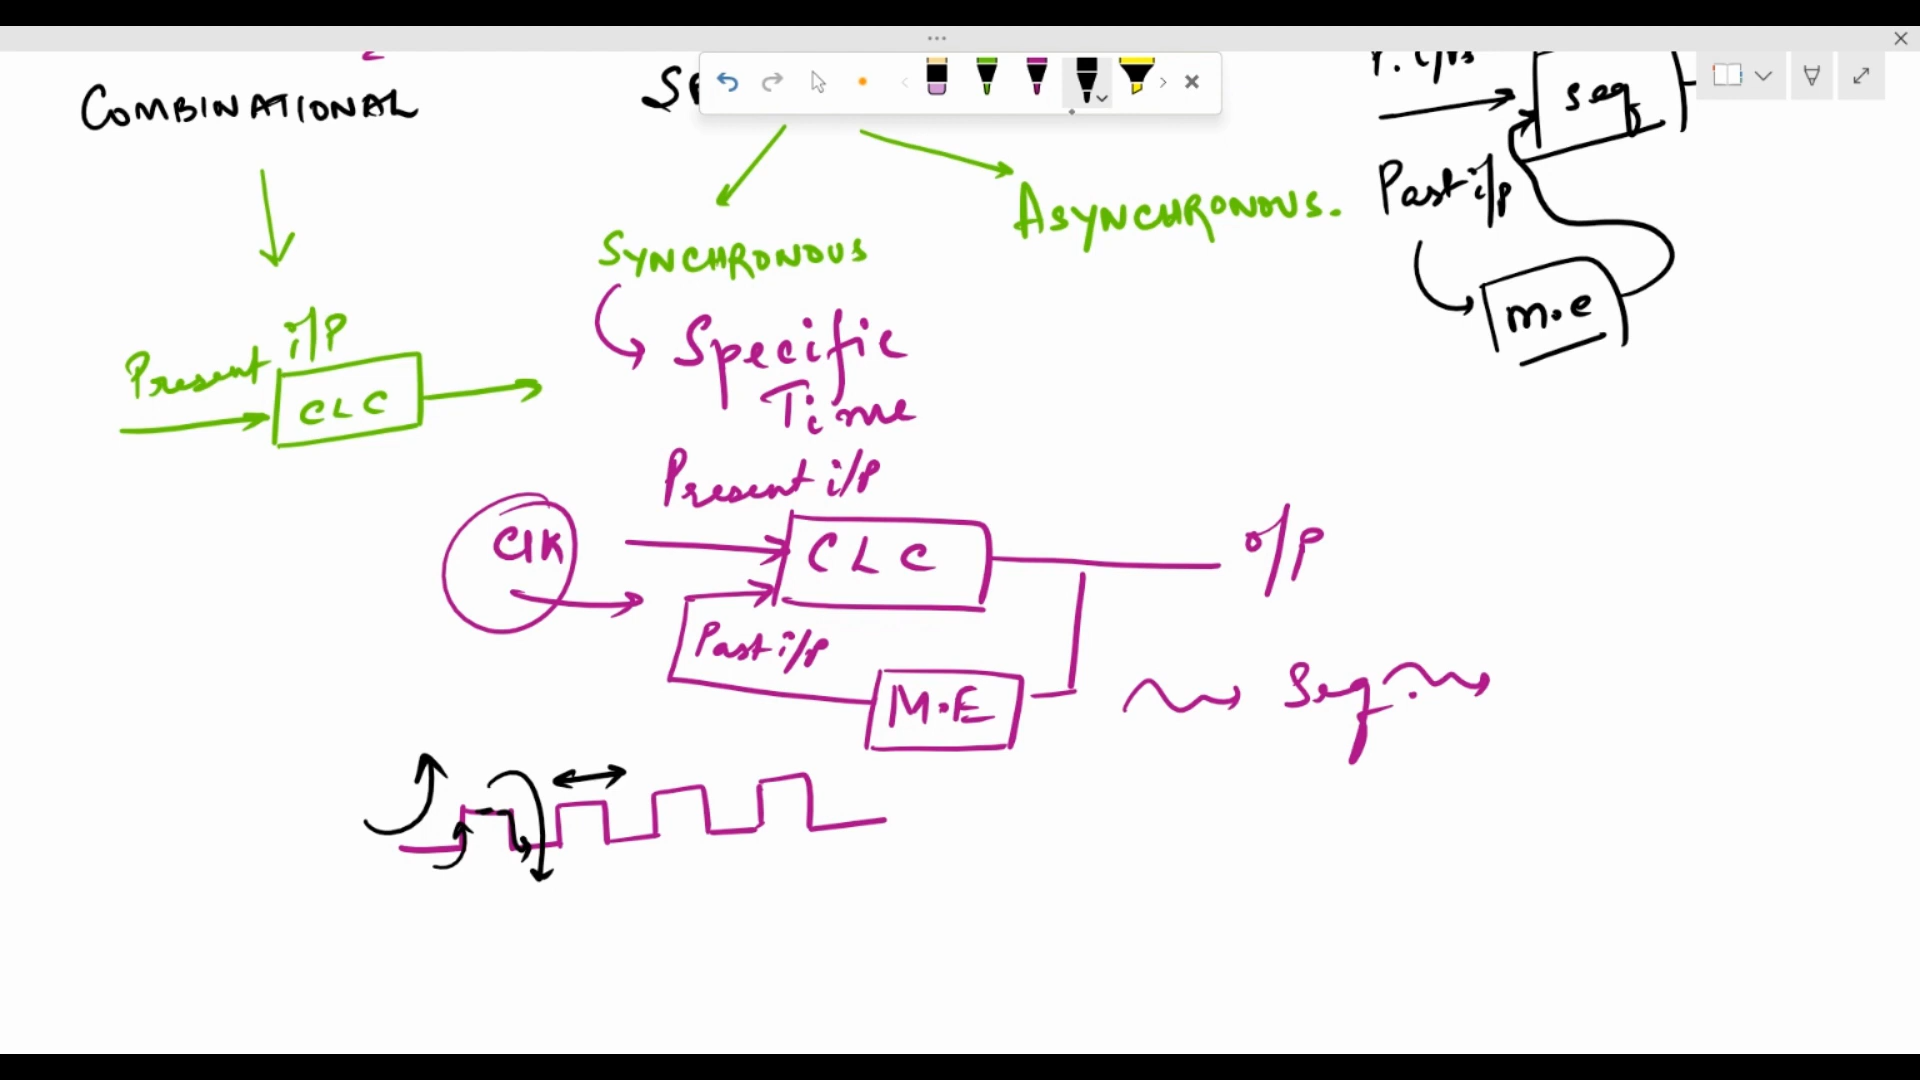 COMBINATIONAL
SYNCHRONOUS
ASYNCHRONOUS.
Specific
Time
Present i/p
CLC
Present i/p
Clk
CLC
o/p
Past i/p
M.E
Seq.
seq
Past i/p
m.e